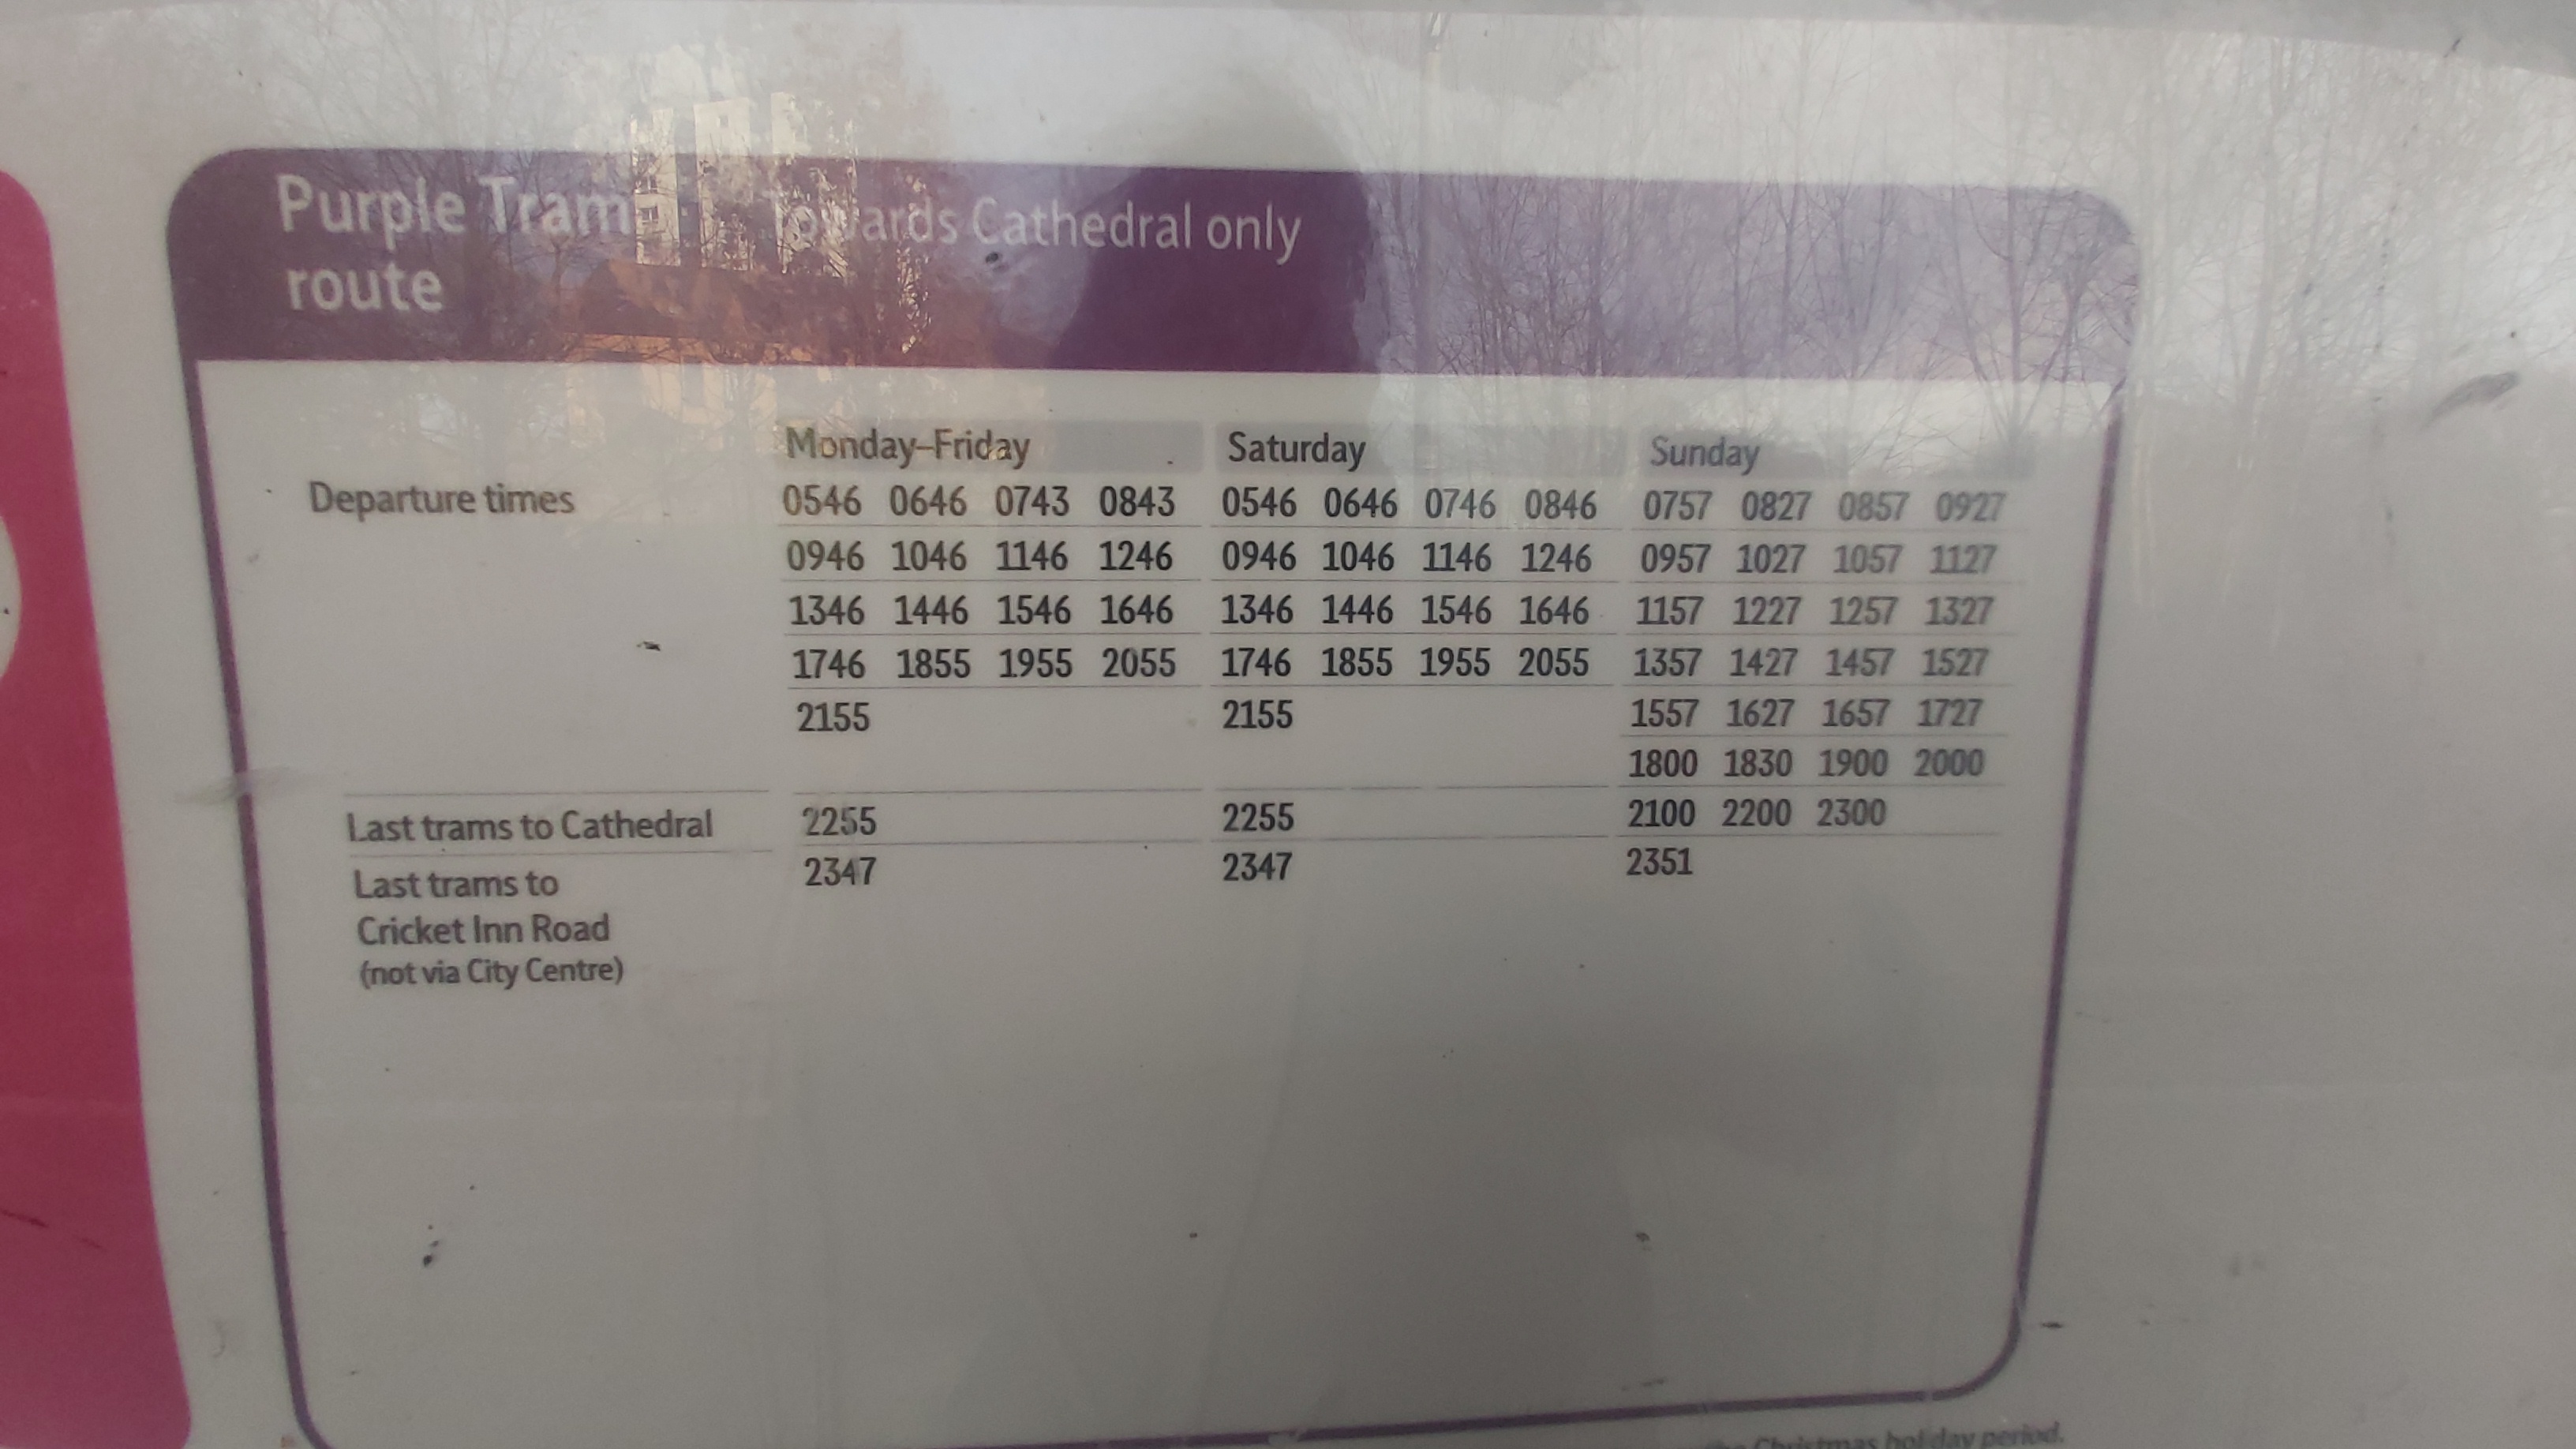 Purple Tram Towards Cathedral only
route
Monday–Friday Saturday Sunday
Departure times 0546 0646 0743 0843 0546 0646 0746 0846 0757 0827 0857 0927
0946 1046 1146 1246 0946 1046 1146 1246 0957 1027 1057 1127
1346 1446 1546 1646 1346 1446 1546 1646 1157 1227 1257 1327
1746 1855 1955 2055 1746 1855 1955 2055 1357 1427 1457 1527
2155 2155 1557 1627 1657 1727
1800 1830 1900 2000
Last trams to Cathedral 2255 2255 2100 2200 2300
Last trams to 2347 2347 2351
Cricket Inn Road
(not via City Centre)
Christmas holiday period.